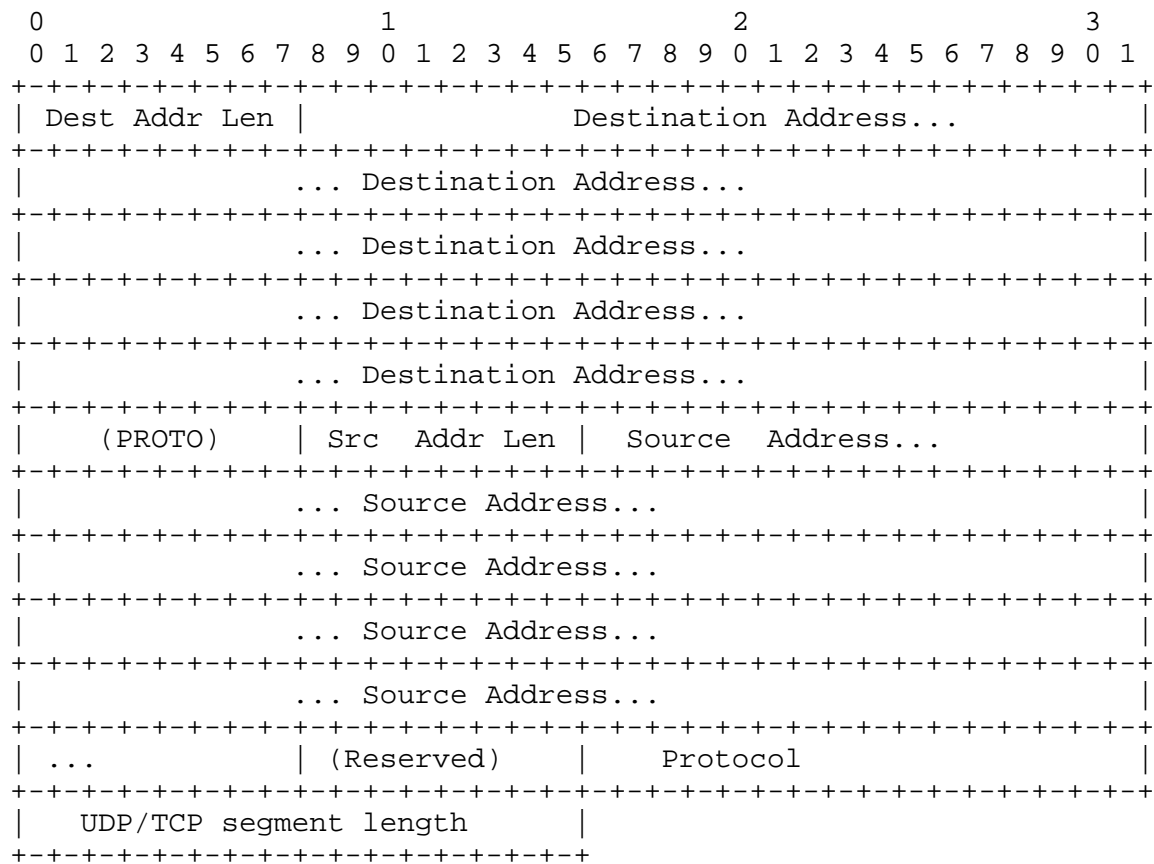 0                   1                   2                   3
 0 1 2 3 4 5 6 7 8 9 0 1 2 3 4 5 6 7 8 9 0 1 2 3 4 5 6 7 8 9 0 1
+-+-+-+-+-+-+-+-+-+-+-+-+-+-+-+-+-+-+-+-+-+-+-+-+-+-+-+-+-+-+-+-+
| Dest Addr Len |               Destination Address...          |
+-+-+-+-+-+-+-+-+-+-+-+-+-+-+-+-+-+-+-+-+-+-+-+-+-+-+-+-+-+-+-+-+
|               ... Destination Address...                      |
+-+-+-+-+-+-+-+-+-+-+-+-+-+-+-+-+-+-+-+-+-+-+-+-+-+-+-+-+-+-+-+-+
|               ... Destination Address...                      |
+-+-+-+-+-+-+-+-+-+-+-+-+-+-+-+-+-+-+-+-+-+-+-+-+-+-+-+-+-+-+-+-+
|               ... Destination Address...                      |
+-+-+-+-+-+-+-+-+-+-+-+-+-+-+-+-+-+-+-+-+-+-+-+-+-+-+-+-+-+-+-+-+
|               ... Destination Address...                      |
+-+-+-+-+-+-+-+-+-+-+-+-+-+-+-+-+-+-+-+-+-+-+-+-+-+-+-+-+-+-+-+-+
|    (PROTO)    | Src  Addr Len |  Source  Address...           |
+-+-+-+-+-+-+-+-+-+-+-+-+-+-+-+-+-+-+-+-+-+-+-+-+-+-+-+-+-+-+-+-+
|               ... Source Address...                           |
+-+-+-+-+-+-+-+-+-+-+-+-+-+-+-+-+-+-+-+-+-+-+-+-+-+-+-+-+-+-+-+-+
|               ... Source Address...                           |
+-+-+-+-+-+-+-+-+-+-+-+-+-+-+-+-+-+-+-+-+-+-+-+-+-+-+-+-+-+-+-+-+
|               ... Source Address...                           |
+-+-+-+-+-+-+-+-+-+-+-+-+-+-+-+-+-+-+-+-+-+-+-+-+-+-+-+-+-+-+-+-+
|               ... Source Address...                           |
+-+-+-+-+-+-+-+-+-+-+-+-+-+-+-+-+-+-+-+-+-+-+-+-+-+-+-+-+-+-+-+-+
| ...           | (Reserved)    |    Protocol                   |
+-+-+-+-+-+-+-+-+-+-+-+-+-+-+-+-+-+-+-+-+-+-+-+-+-+-+-+-+-+-+-+-+
|   UDP/TCP segment length      |
+-+-+-+-+-+-+-+-+-+-+-+-+-+-+-+-+